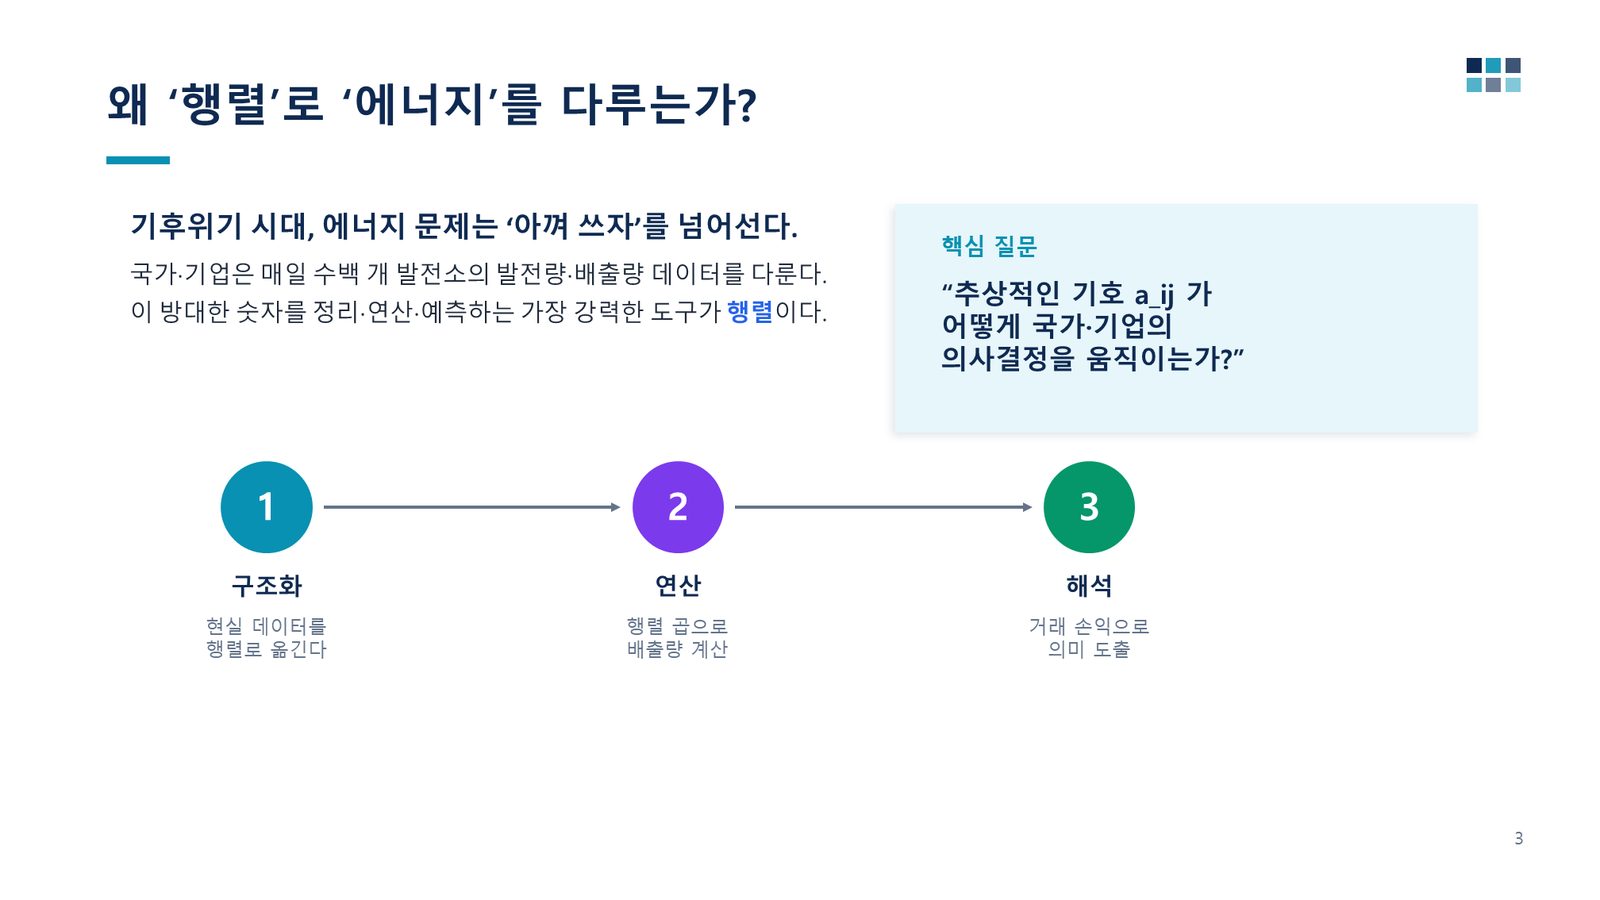 왜 ‘행렬’로 ‘에너지’를 다루는가?
기후위기 시대, 에너지 문제는 ‘아껴 쓰자’를 넘어선다.
국가·기업은 매일 수백 개 발전소의 발전량·배출량 데이터를 다룬다.
이 방대한 숫자를 정리·연산·예측하는 가장 강력한 도구가 행렬이다.
핵심 질문
“추상적인 기호 a_ij 가
어떻게 국가·기업의
의사결정을 움직이는가?”
1
구조화
현실 데이터를
행렬로 옮긴다
2
연산
행렬 곱으로
배출량 계산
3
해석
거래 손익으로
의미 도출
3